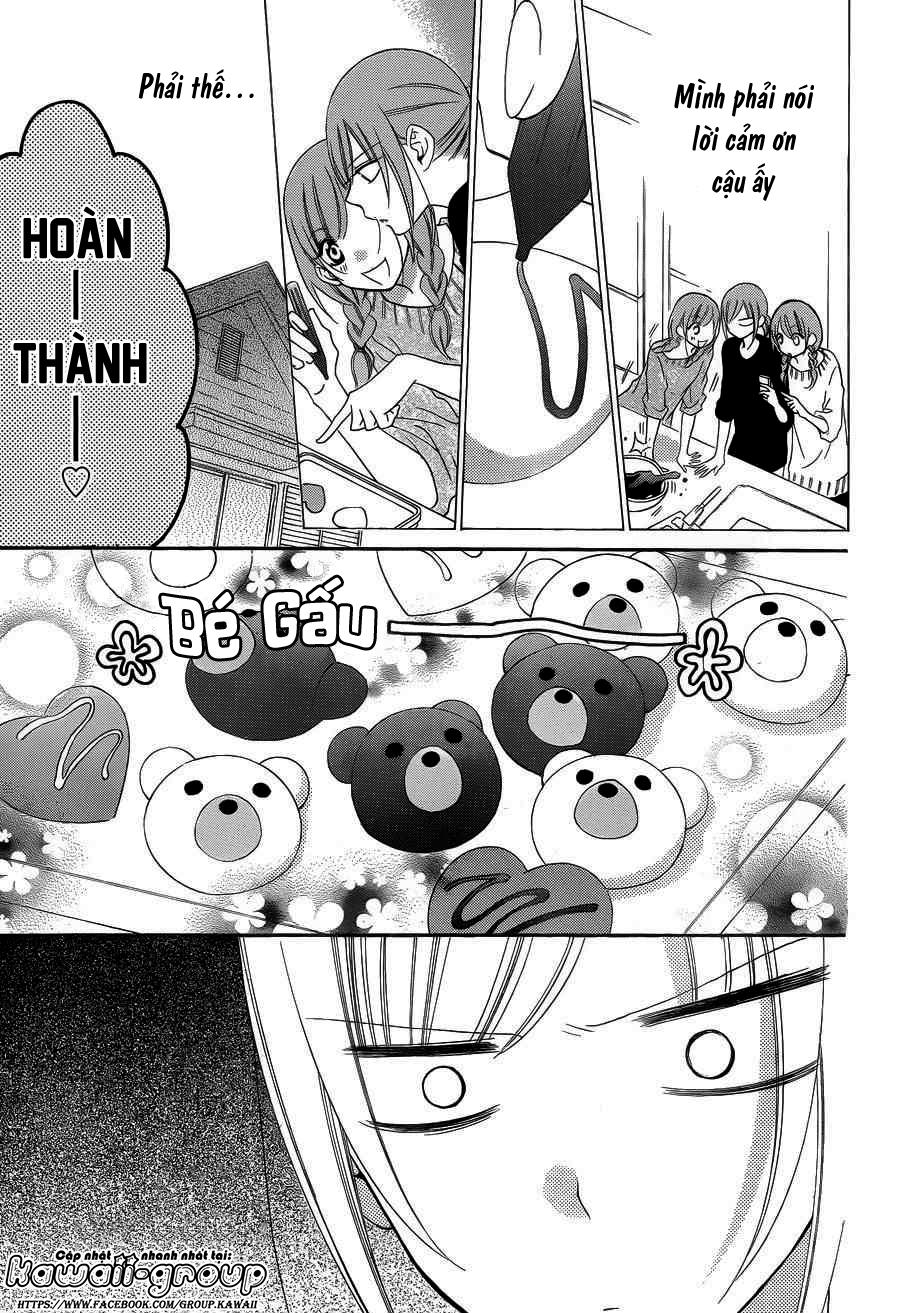 Mình phải nói
lời cảm ơn
cậu ấy
Phải thế...
HOÀN
THÀNH
♡
Bé Gấu
Cập nhật nhanh nhất tại:
kawaii-group
HTTPS://WWW.FACEBOOK.COM/GROUP.KAWAII